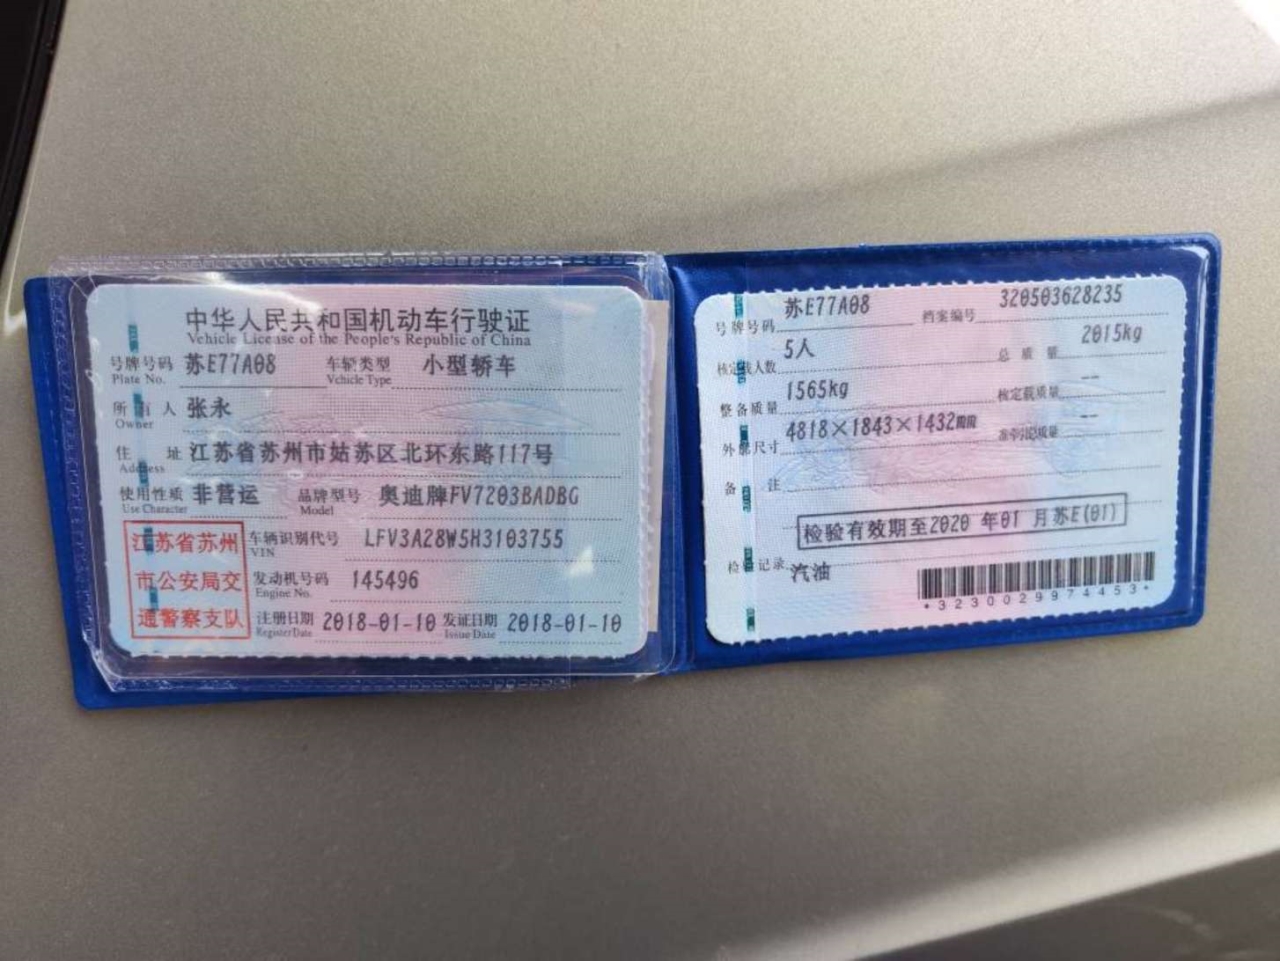 中华人民共和国机动车行驶证
Vehicle License of the People's Republic of China
号牌号码 苏E77A08 车辆类型 小型轿车
Plate No. Vehicle Type
所有人 张永
Owner
住址 江苏省苏州市姑苏区北环东路117号
Address
使用性质 非营运 品牌型号 奥迪牌FV7203BADBG
Use Character Model
江苏省苏州 车辆识别代号 LFV3A28W5H3103755
VIN
市公安局交 发动机号码 145496
Engine No.
通警察支队 注册日期 2018-01-10 发证日期 2018-01-10
Register Date Issue Date
号牌号码 苏E77A08 档案编号 320503628235
核定载人数 5人 总质量 2015kg
整备质量 1565kg 核定载质量 --
外廓尺寸 4818×1843×1432mm 准牵引总质量 --
备注
检验有效期至2020 年01 月苏E(01)
检验记录 汽油
*3230029974453*